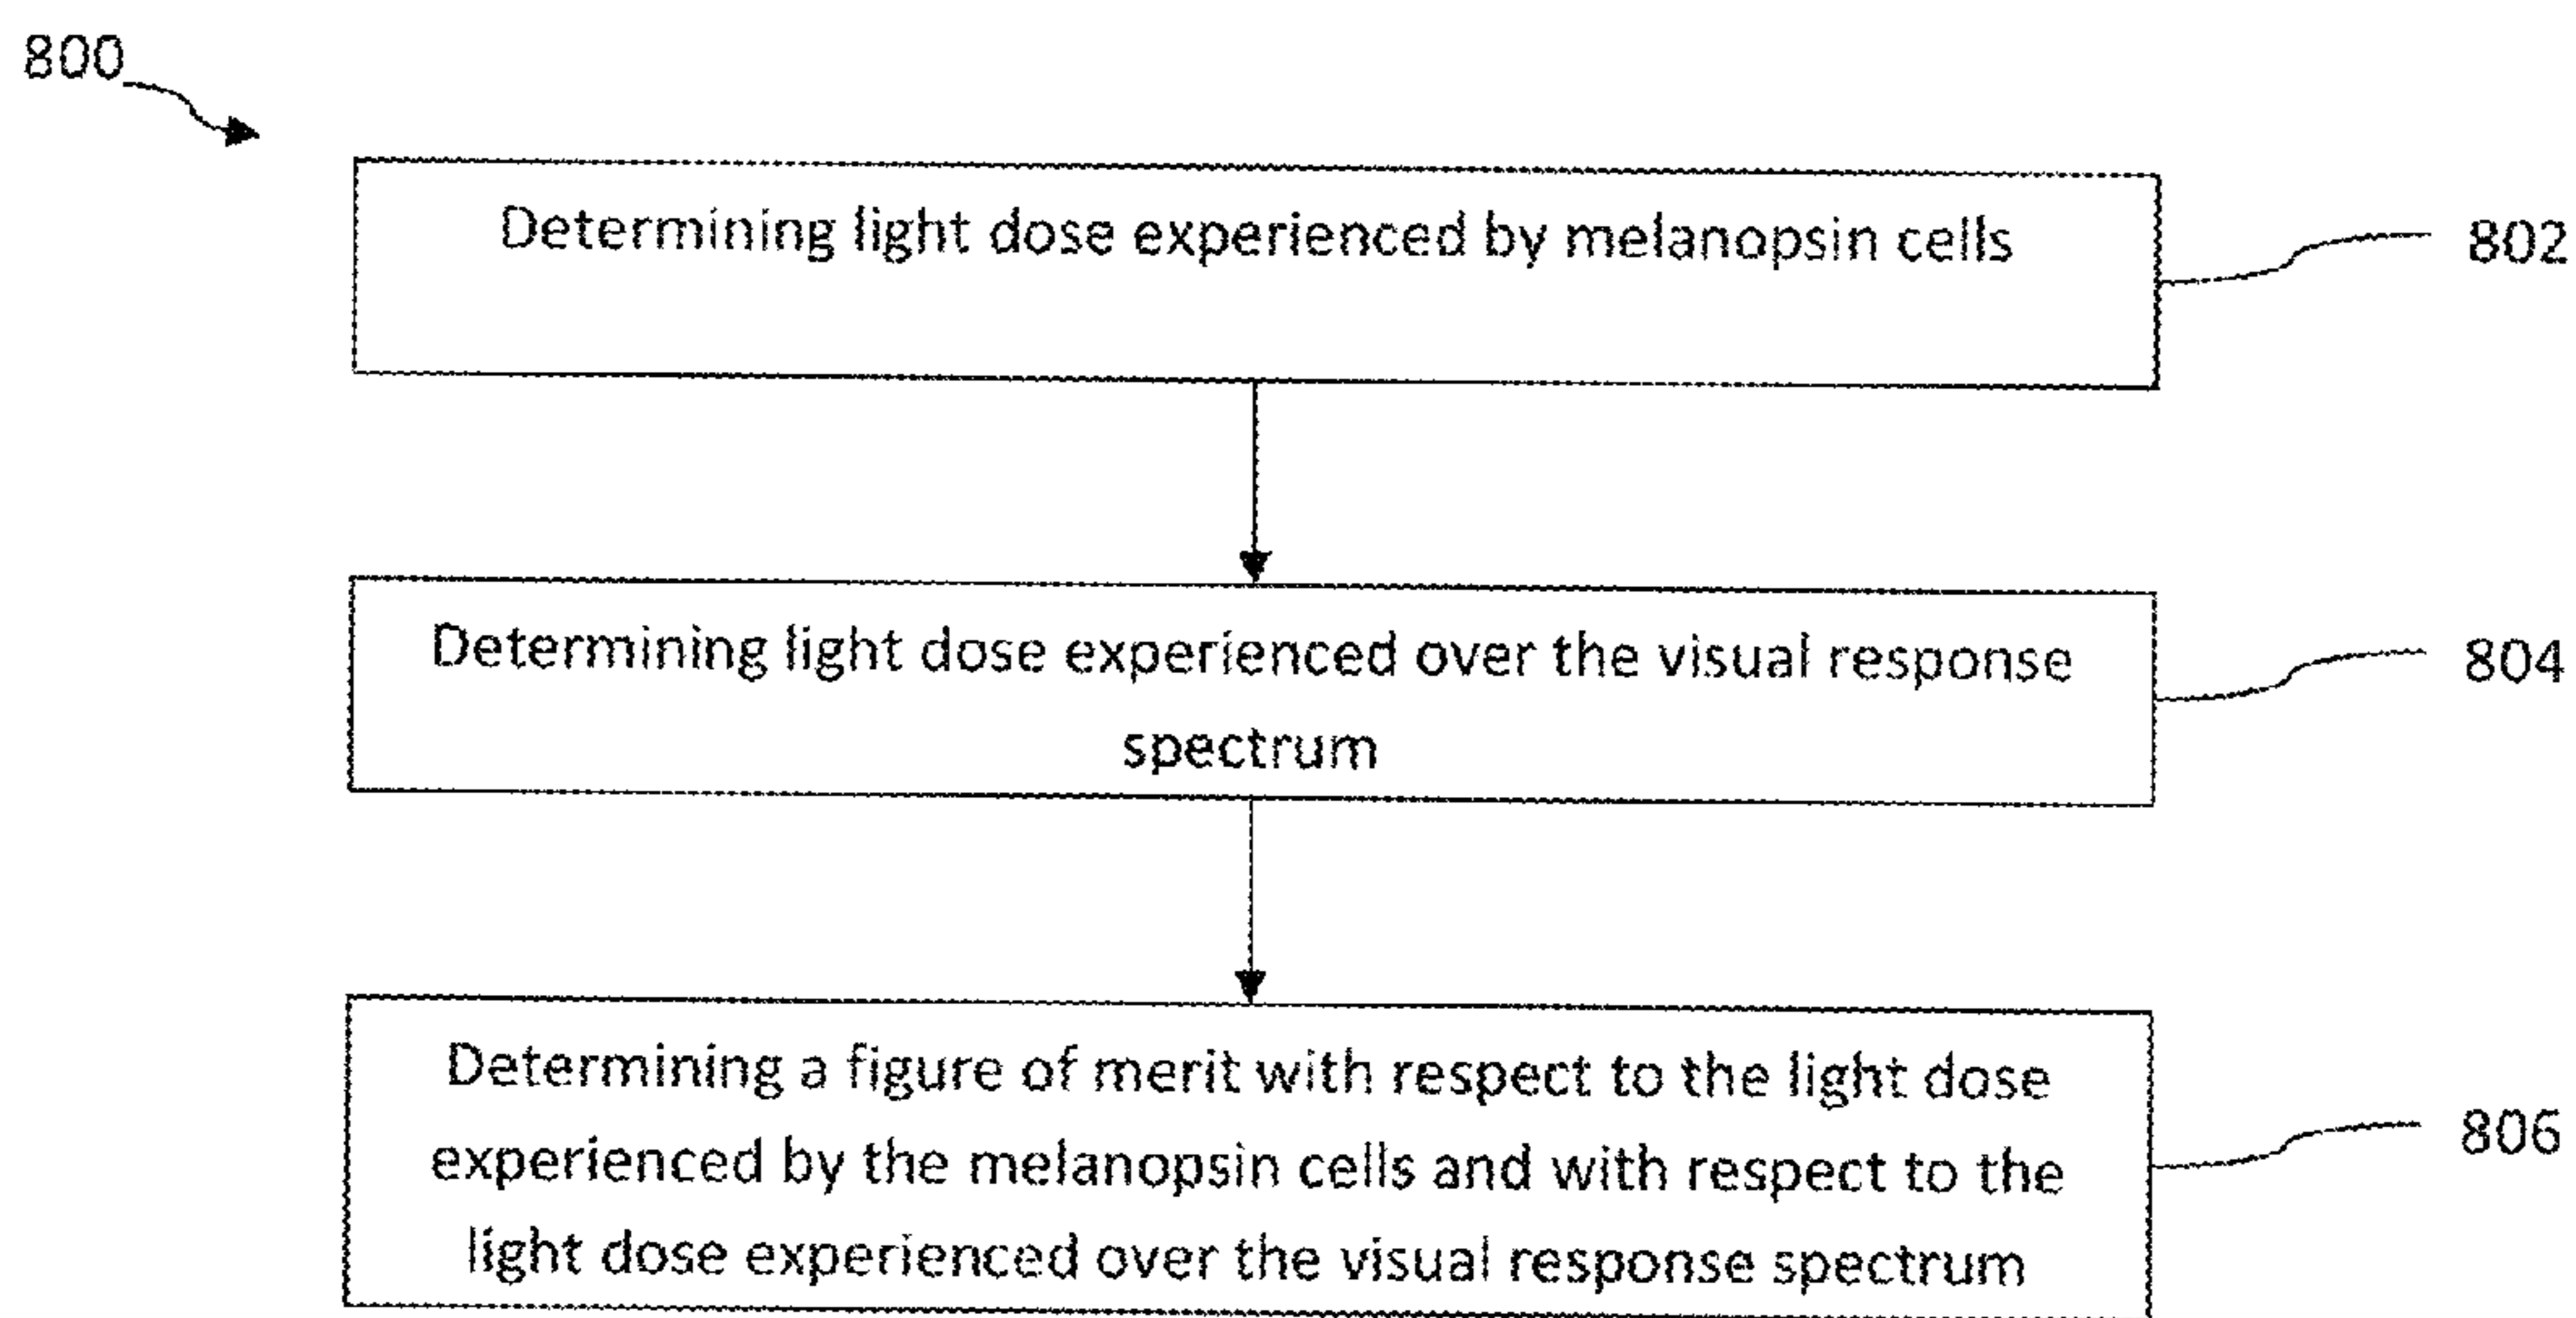 800
Determining light dose experienced by melanopsin cells
802
Determining light dose experienced over the visual response
spectrum
804
Determining a figure of merit with respect to the light dose
experienced by the melanopsin cells and with respect to the
light dose experienced over the visual response spectrum
806